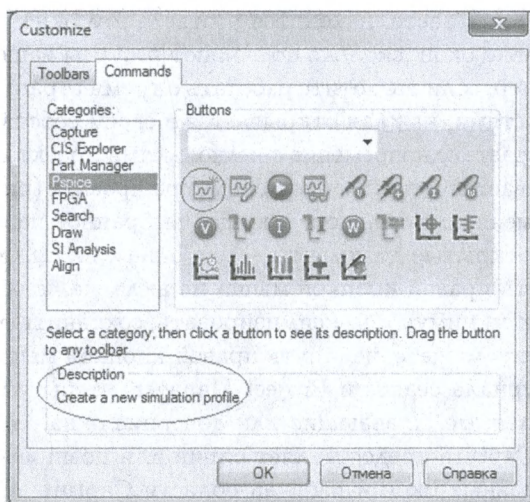 Customize
Toolbars
Commands
Categories:
Capture
CIS Explorer
Part Manager
Pspice
FPGA
Search
Draw
SI Analysis
Align
Buttons
V
I
W
Select a category, then click a button to see its description. Drag the button
to any toolbar.
Description
Create a new simulation profile
OK
Отмена
Справка